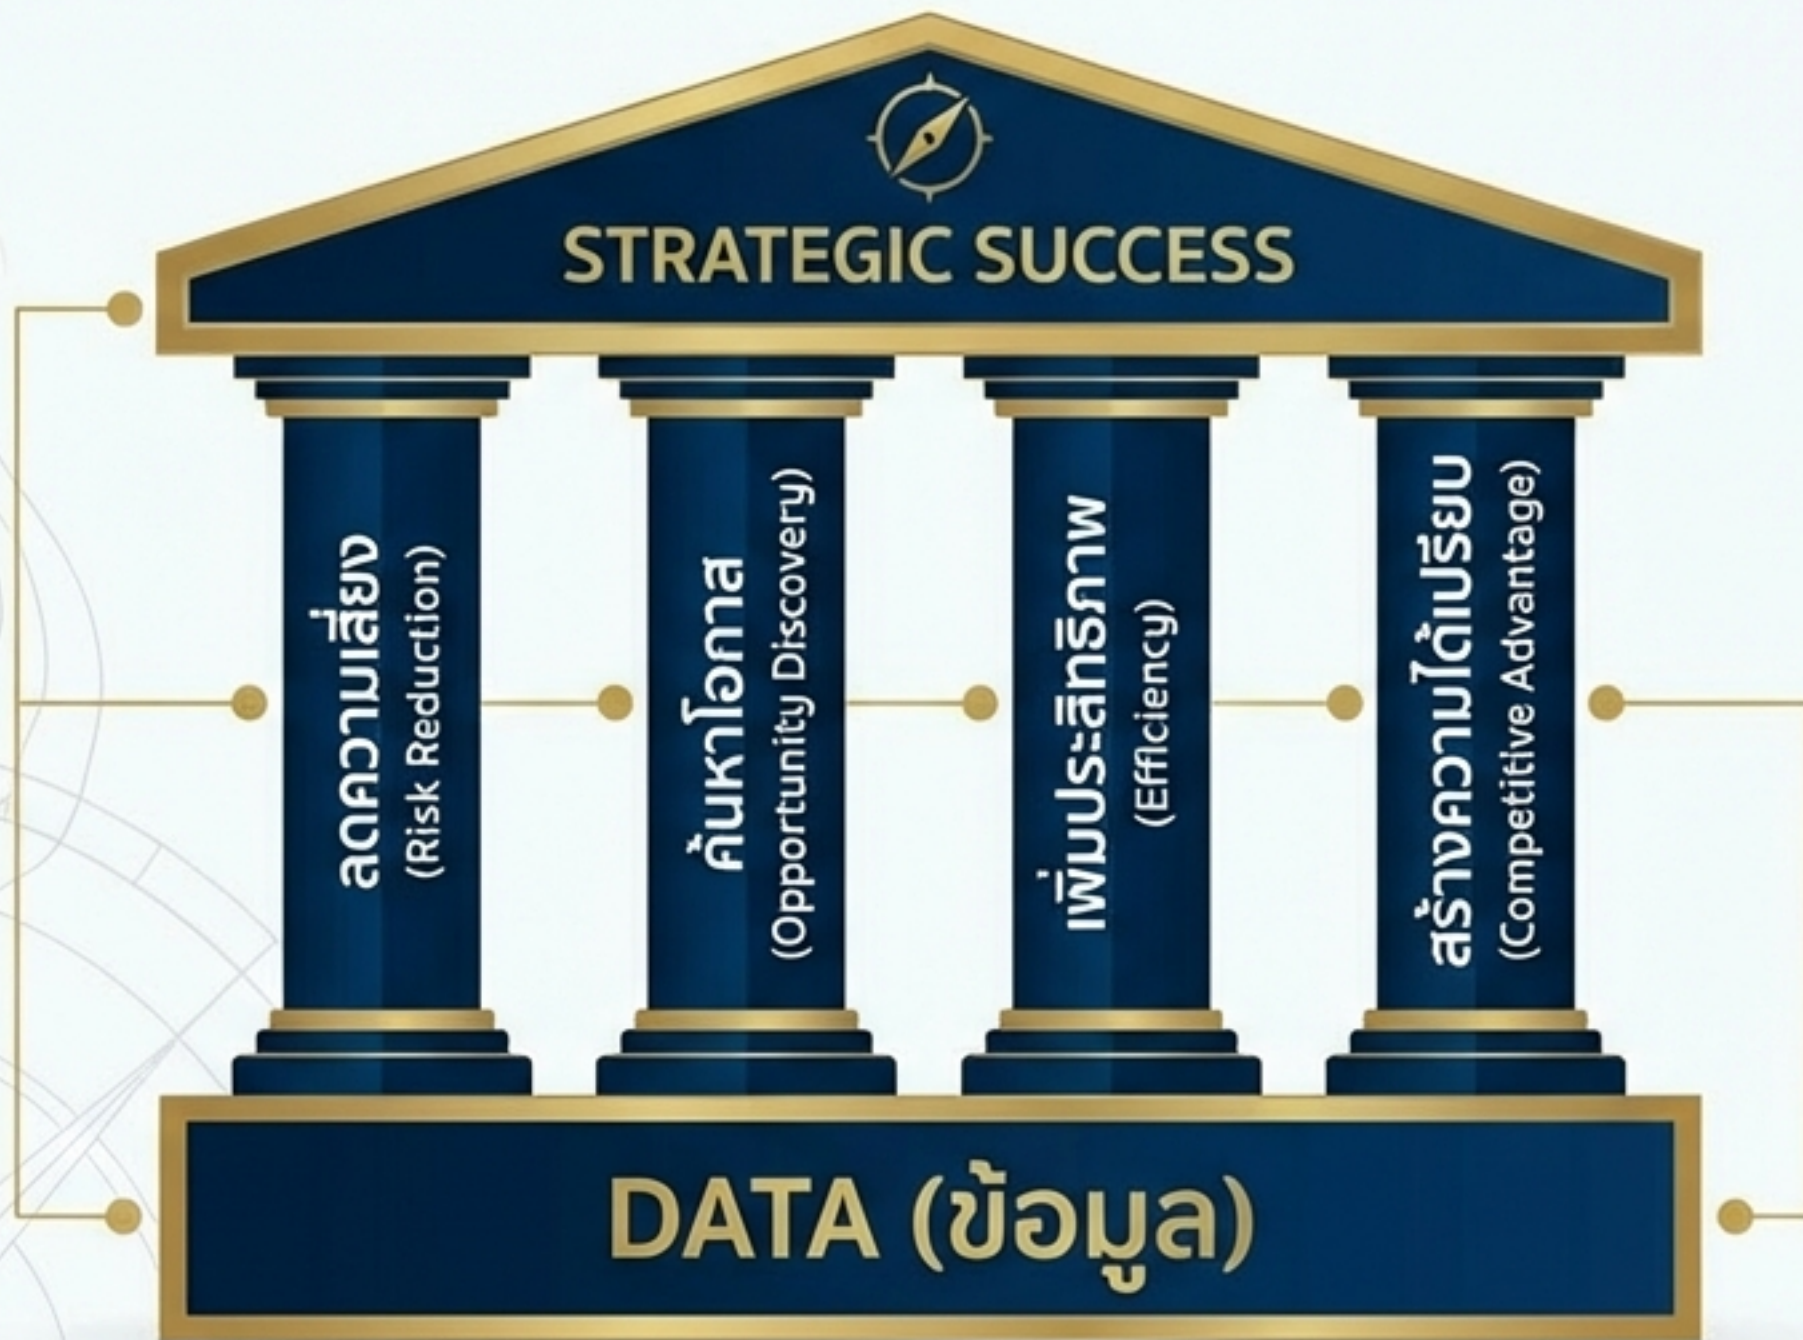 STRATEGIC SUCCESS
ลดความเสี่ยง
(Risk Reduction)
ค้นหาโอกาส
(Opportunity Discovery)
เพิ่มประสิทธิภาพ
(Efficiency)
สร้างความได้เปรียบ
(Competitive Advantage)
DATA (ข้อมูล)